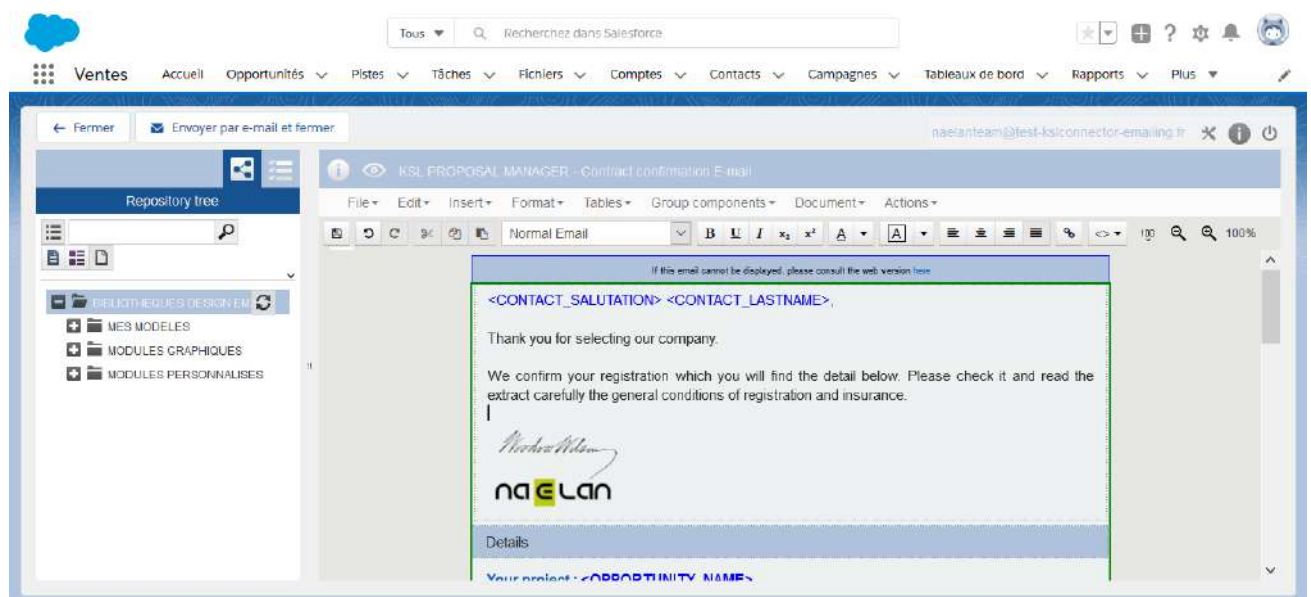 Tous Recherchez dans Salesforce
Ventes Accueil Opportunités Pistes Tâches Fichiers Comptes Contacts Campagnes Tableaux de bord Rapports Plus
← Fermer Envoyer par e-mail et fermer naelanteam@test-kslconnector-emailing.fr
KSL PROPOSAL MANAGER - Contract confirmation E-mail
Repository tree
File Edit Insert Format Tables Group components Document Actions
Normal Email B U I x₂ x² A A 100%
If this email cannot be displayed, please consult the web version here
BIBLIOTHEQUES DESIGN EM
MES MODELES
MODULES GRAPHIQUES
MODULES PERSONNALISES
<CONTACT_SALUTATION> <CONTACT_LASTNAME>,
Thank you for selecting our company.
We confirm your registration which you will find the detail below. Please check it and read the
extract carefully the general conditions of registration and insurance.
naelan
Details
Your project : <OPPORTUNITY_NAME>